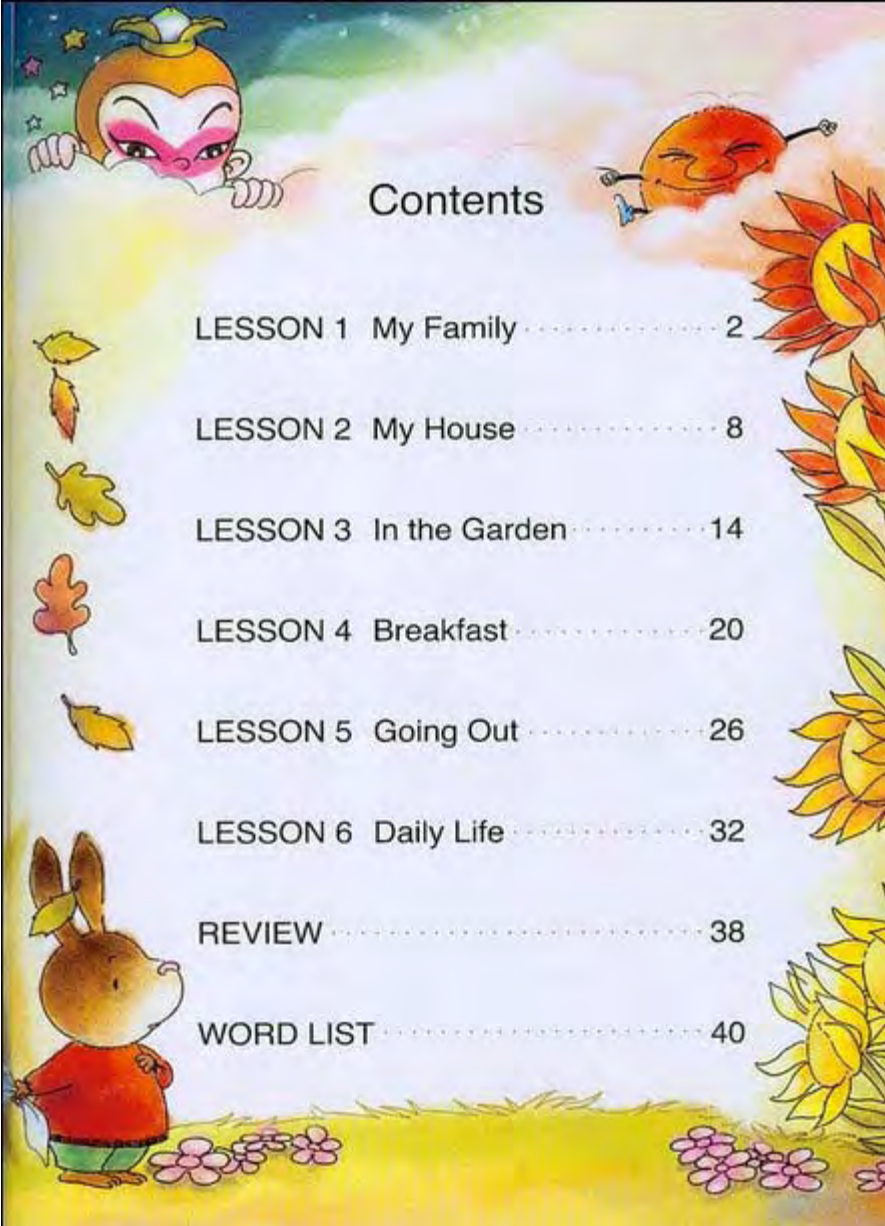 Contents
LESSON 1 My Family ·············· 2
LESSON 2 My House ·············· 8
LESSON 3 In the Garden ·········· 14
LESSON 4 Breakfast ············· 20
LESSON 5 Going Out ············ 26
LESSON 6 Daily Life ············· 32
REVIEW ·························· 38
WORD LIST ······················ 40